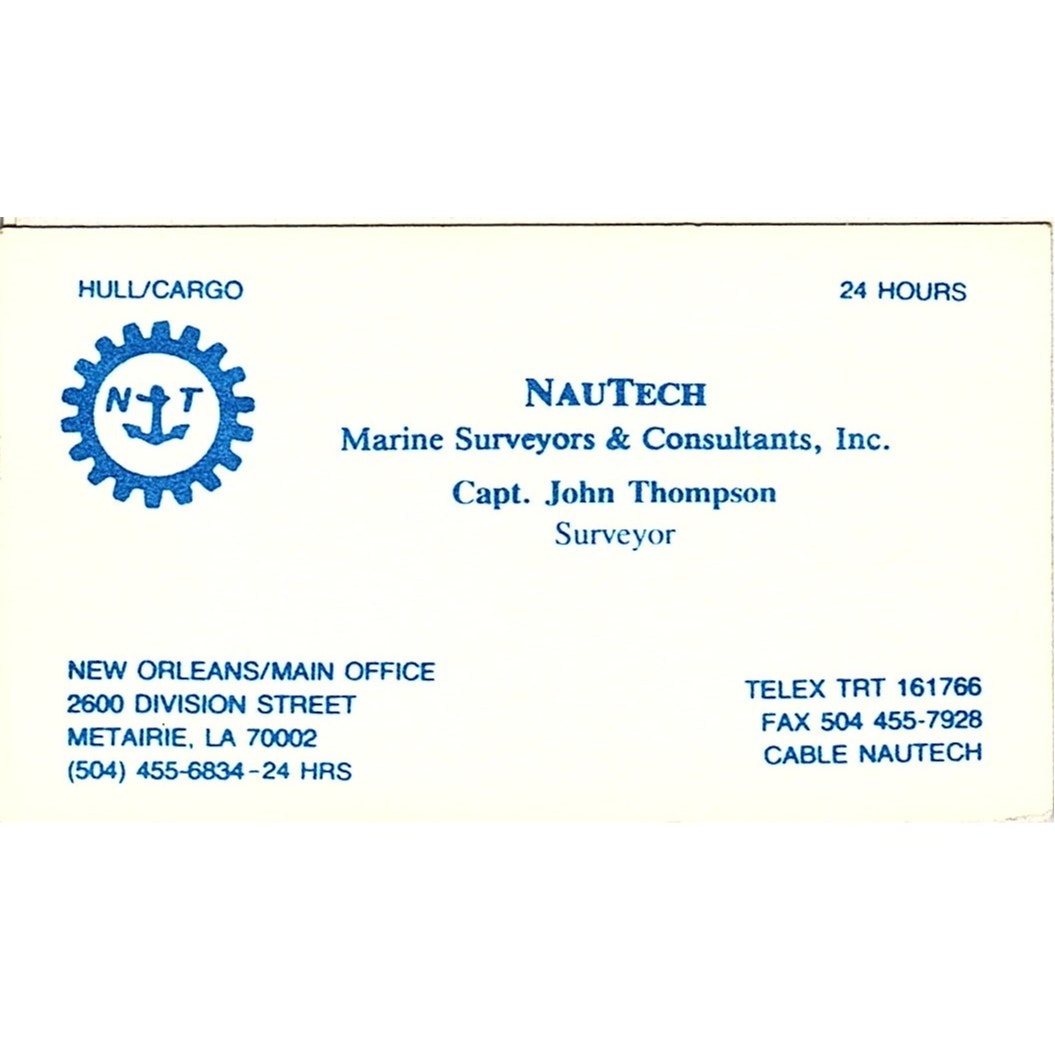 HULL/CARGO
24 HOURS
N T
NAUTECH
Marine Surveyors & Consultants, Inc.
Capt. John Thompson
Surveyor
NEW ORLEANS/MAIN OFFICE
2600 DIVISION STREET
METAIRIE, LA 70002
(504) 455-6834-24 HRS
TELEX TRT 161766
FAX 504 455-7928
CABLE NAUTECH